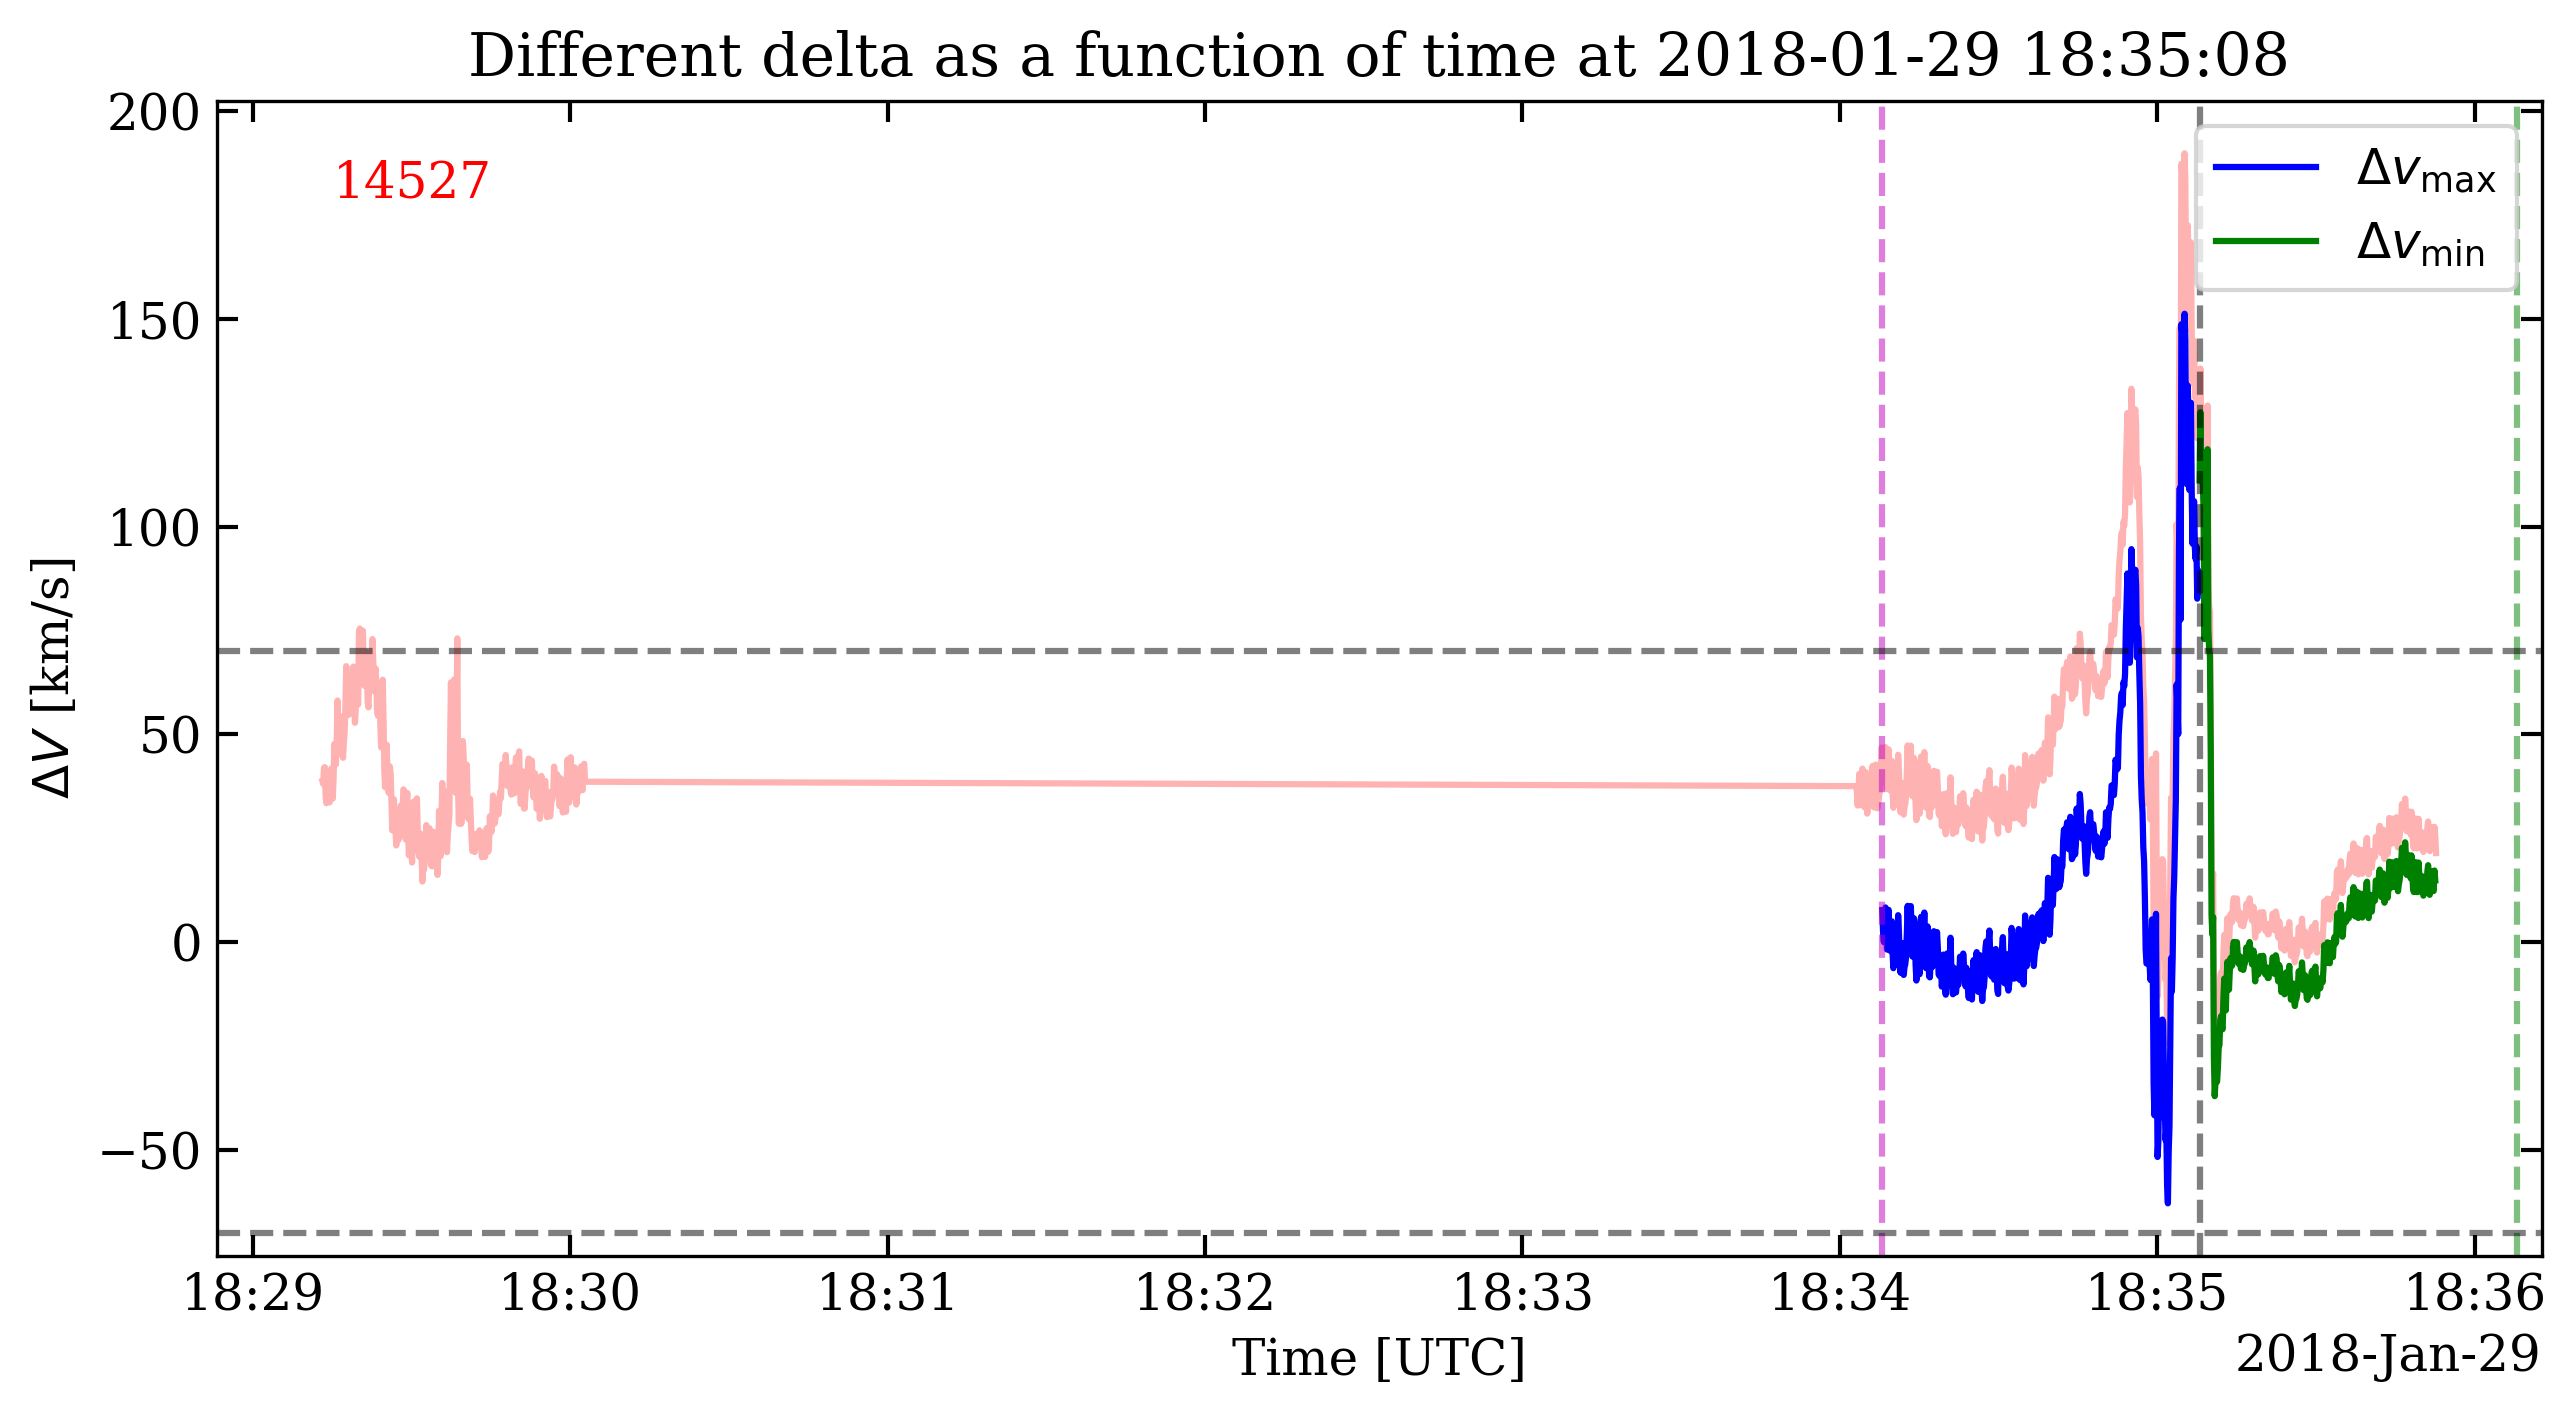 Different delta as a function of time at 2018-01-29 18:35:08
200
150
100
50
0
−50
ΔV [km/s]
14527
Δv_max
Δv_min
18:29 18:30 18:31 18:32 18:33 18:34 18:35 18:36
Time [UTC]
2018-Jan-29